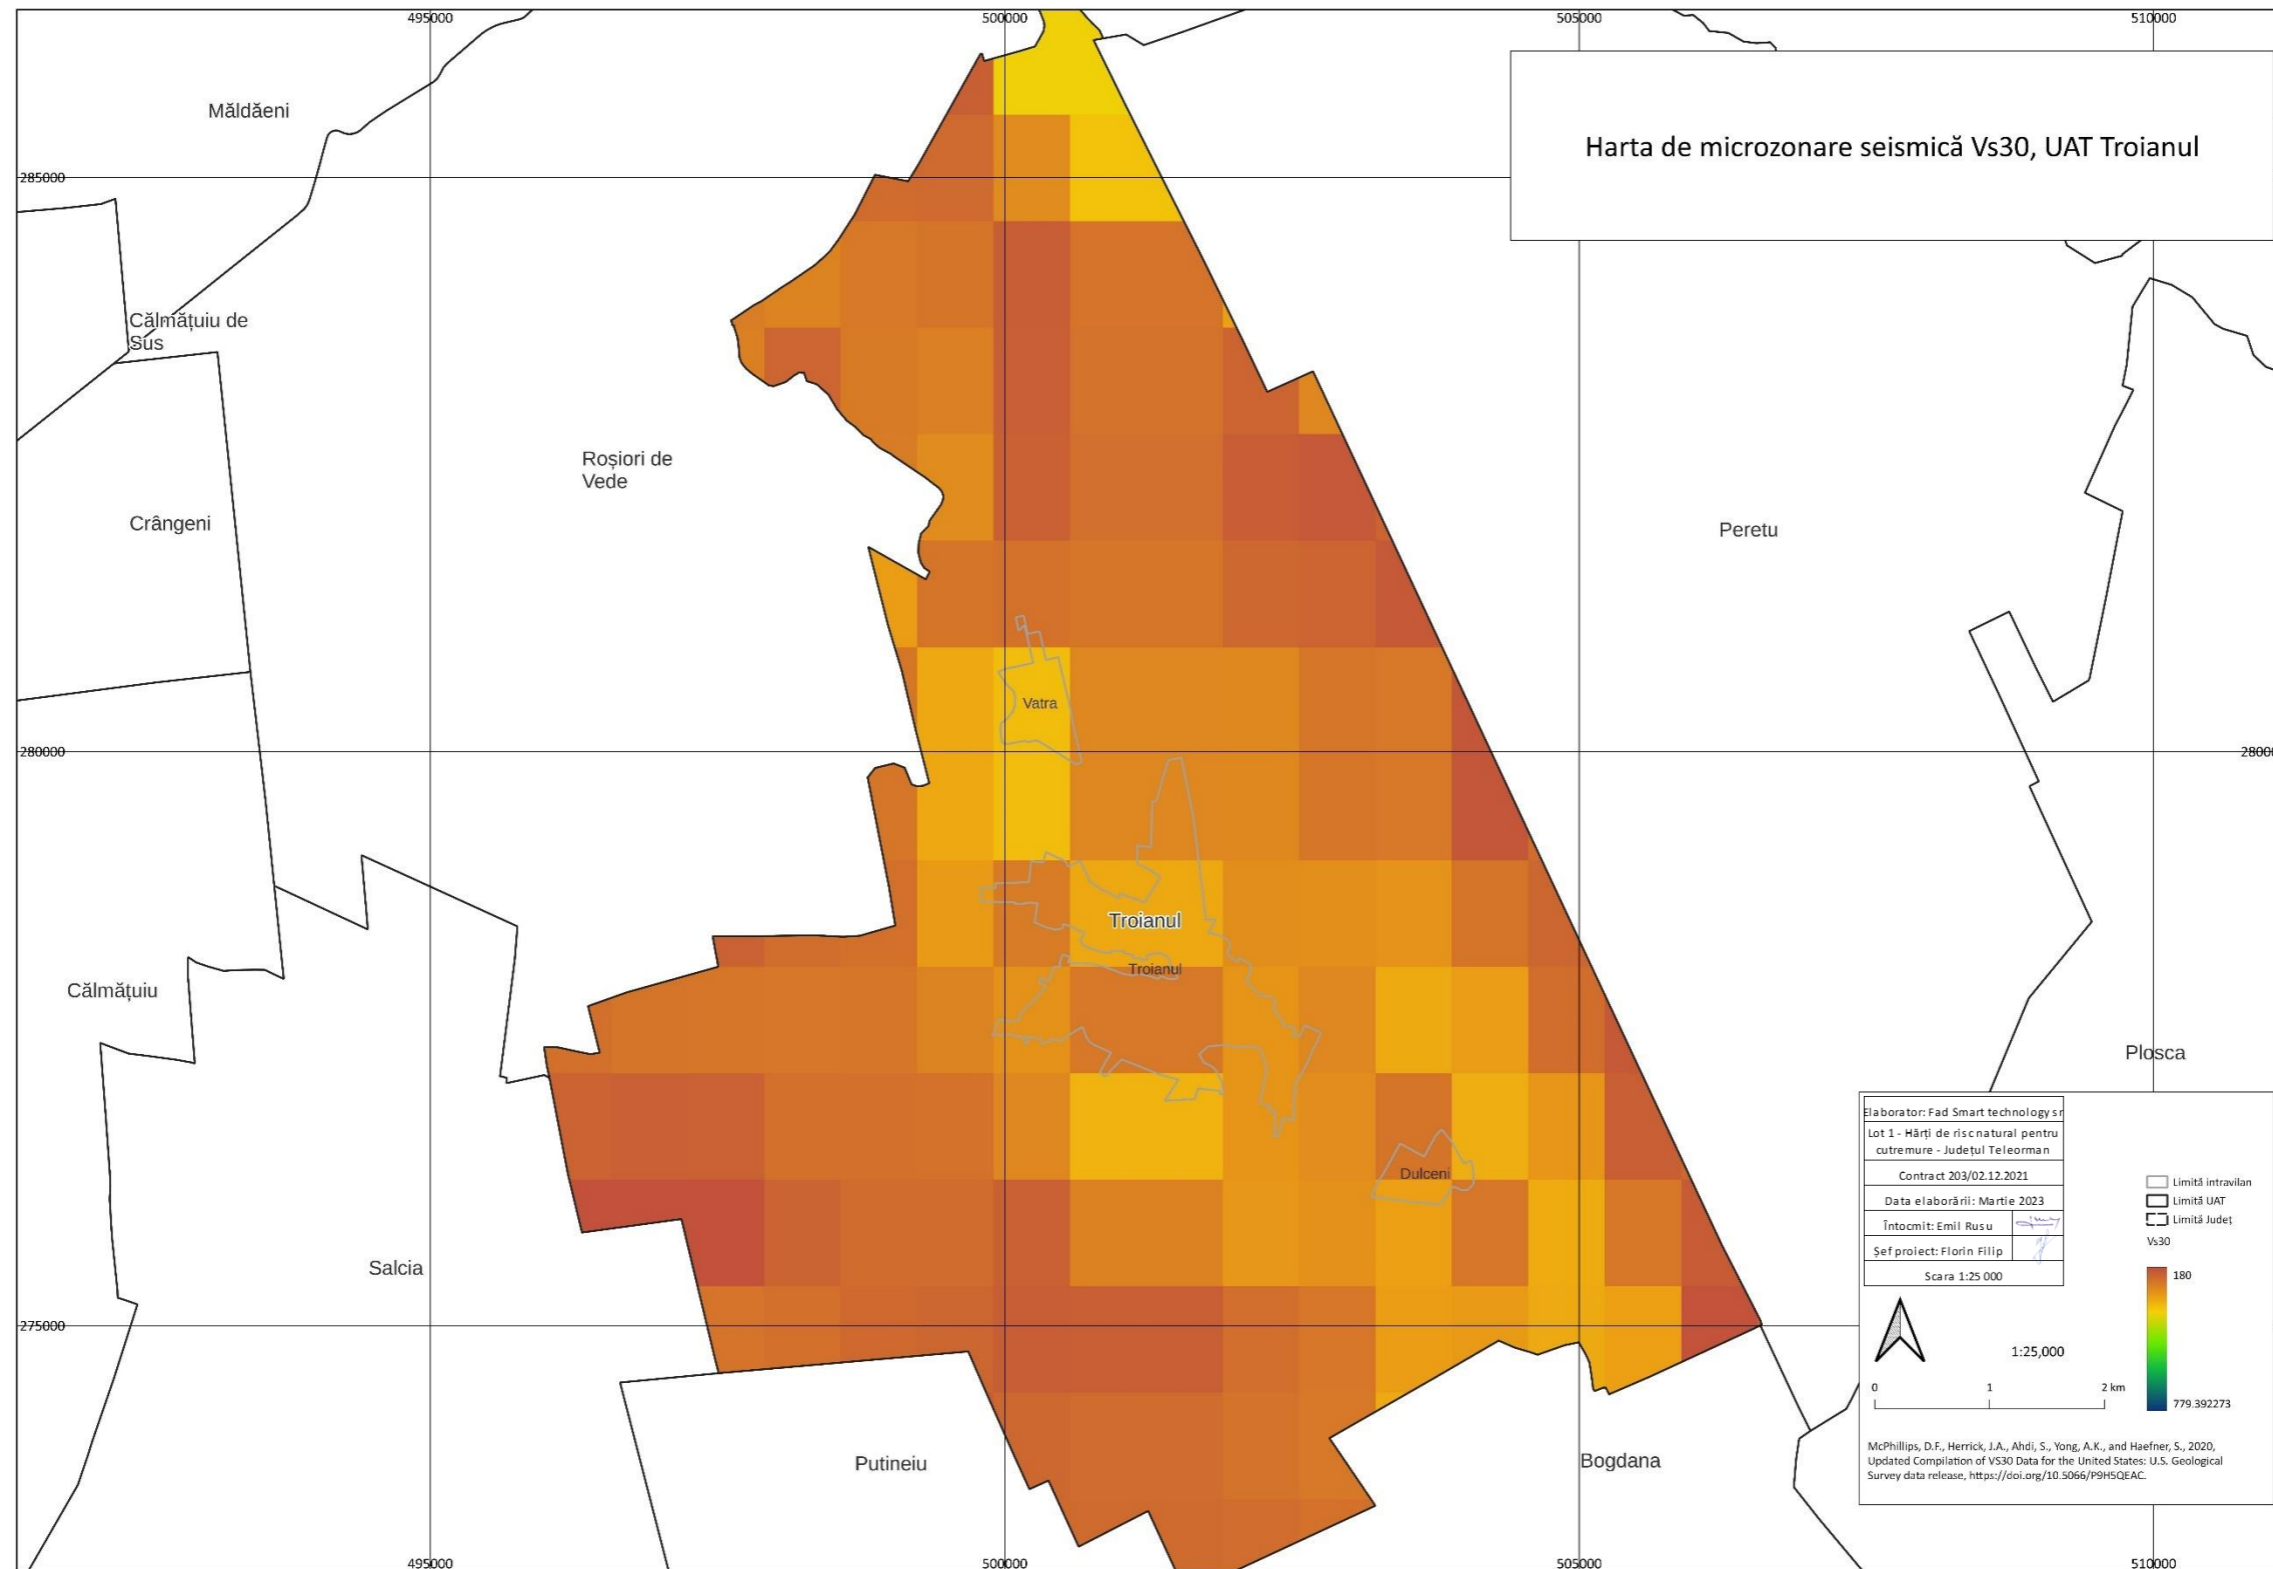 495000
500000
505000
510000
Harta de microzonare seismică Vs30, UAT Troianul
Măldăeni
285000
Călmățuiu de
Sus
Roșiori de
Vede
Crângeni
Peretu
Vatra
280000
2800
Troianul
Troianul
Călmățuiu
Plosca
Dulceni
Salcia
275000
Putineiu
Bogdana
Elaborator: Fad Smart technology sr
Lot 1 - Hărți de risc natural pentru
cutremure - Județul Teleorman
Contract 203/02.12.2021
Data elaborării: Martie 2023
Întocmit: Emil Rusu
Șef proiect: Florin Filip
Scara 1:25 000
Limită intravilan
Limită UAT
Limită Județ
Vs30
180
779.392273
1:25,000
0 1 2 km
McPhillips, D.F., Herrick, J.A., Ahdi, S., Yong, A.K., and Haefner, S., 2020,
Updated Compilation of VS30 Data for the United States: U.S. Geological
Survey data release, https://doi.org/10.5066/P9H5QEAC.
495000
500000
505000
510000